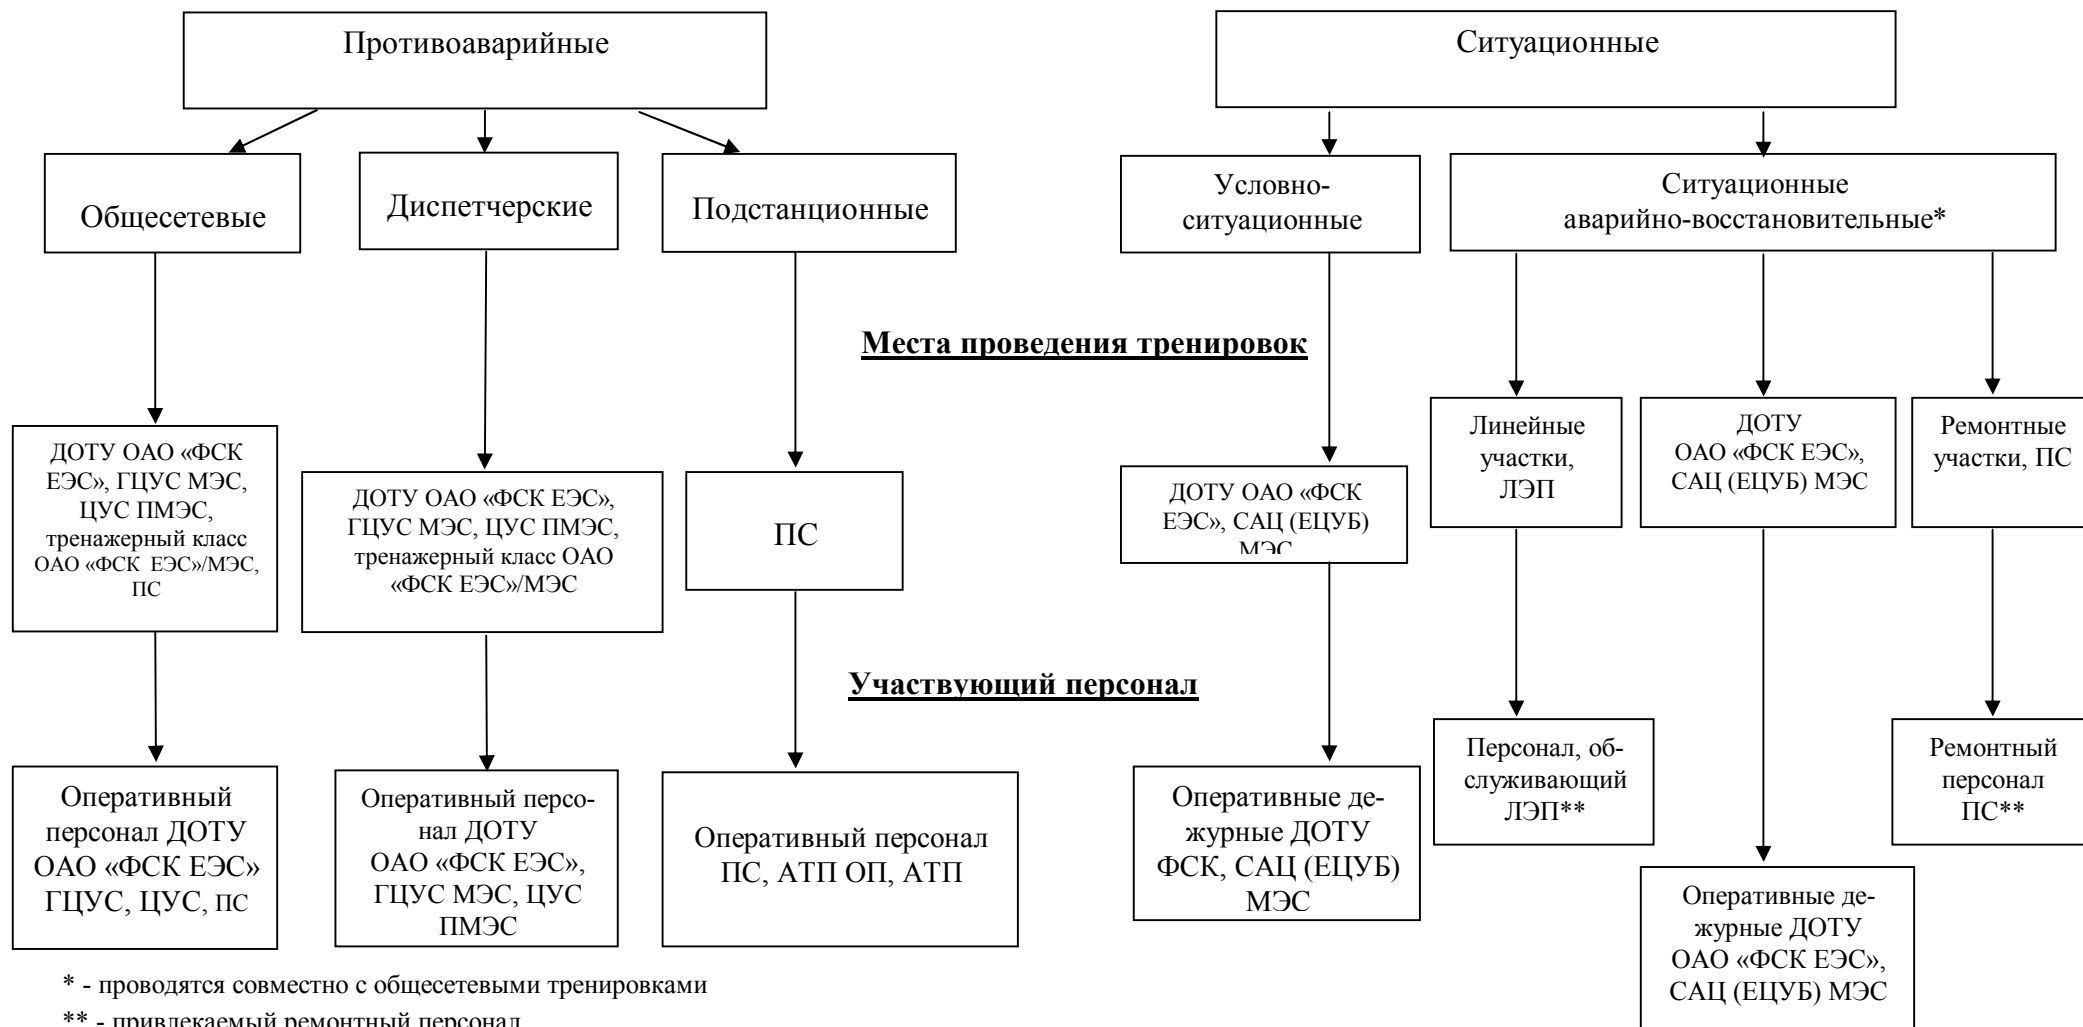 Противоаварийные
Ситуационные
Общесетевые
Диспетчерские
Подстанционные
Условно-
ситуационные
Ситуационные
аварийно-восстановительные*
Места проведения тренировок
ДОТУ ОАО «ФСК
ЕЭС», ГЦУС МЭС,
ЦУС ПМЭС,
тренажерный класс
ОАО «ФСК ЕЭС»/МЭС,
ПС
ДОТУ ОАО «ФСК ЕЭС»,
ГЦУС МЭС, ЦУС ПМЭС,
тренажерный класс ОАО
«ФСК ЕЭС»/МЭС
ПС
ДОТУ ОАО «ФСК
ЕЭС», САЦ (ЕЦУБ)
МЭС
Линейные
участки,
ЛЭП
ДОТУ
ОАО «ФСК ЕЭС»,
САЦ (ЕЦУБ) МЭС
Ремонтные
участки, ПС
Участвующий персонал
Оперативный
персонал ДОТУ
ОАО «ФСК ЕЭС»
ГЦУС, ЦУС, ПС
Оперативный персо-
нал ДОТУ
ОАО «ФСК ЕЭС»,
ГЦУС МЭС, ЦУС
ПМЭС
Оперативный персонал
ПС, АТП ОП, АТП
Оперативные де-
журные ДОТУ
ФСК, САЦ (ЕЦУБ)
МЭС
Персонал, об-
служивающий
ЛЭП**
Оперативные де-
журные ДОТУ
ОАО «ФСК ЕЭС»,
САЦ (ЕЦУБ) МЭС
Ремонтный
персонал
ПС**
* - проводятся совместно с общесетевыми тренировками
** - привлекаемый ремонтный персонал